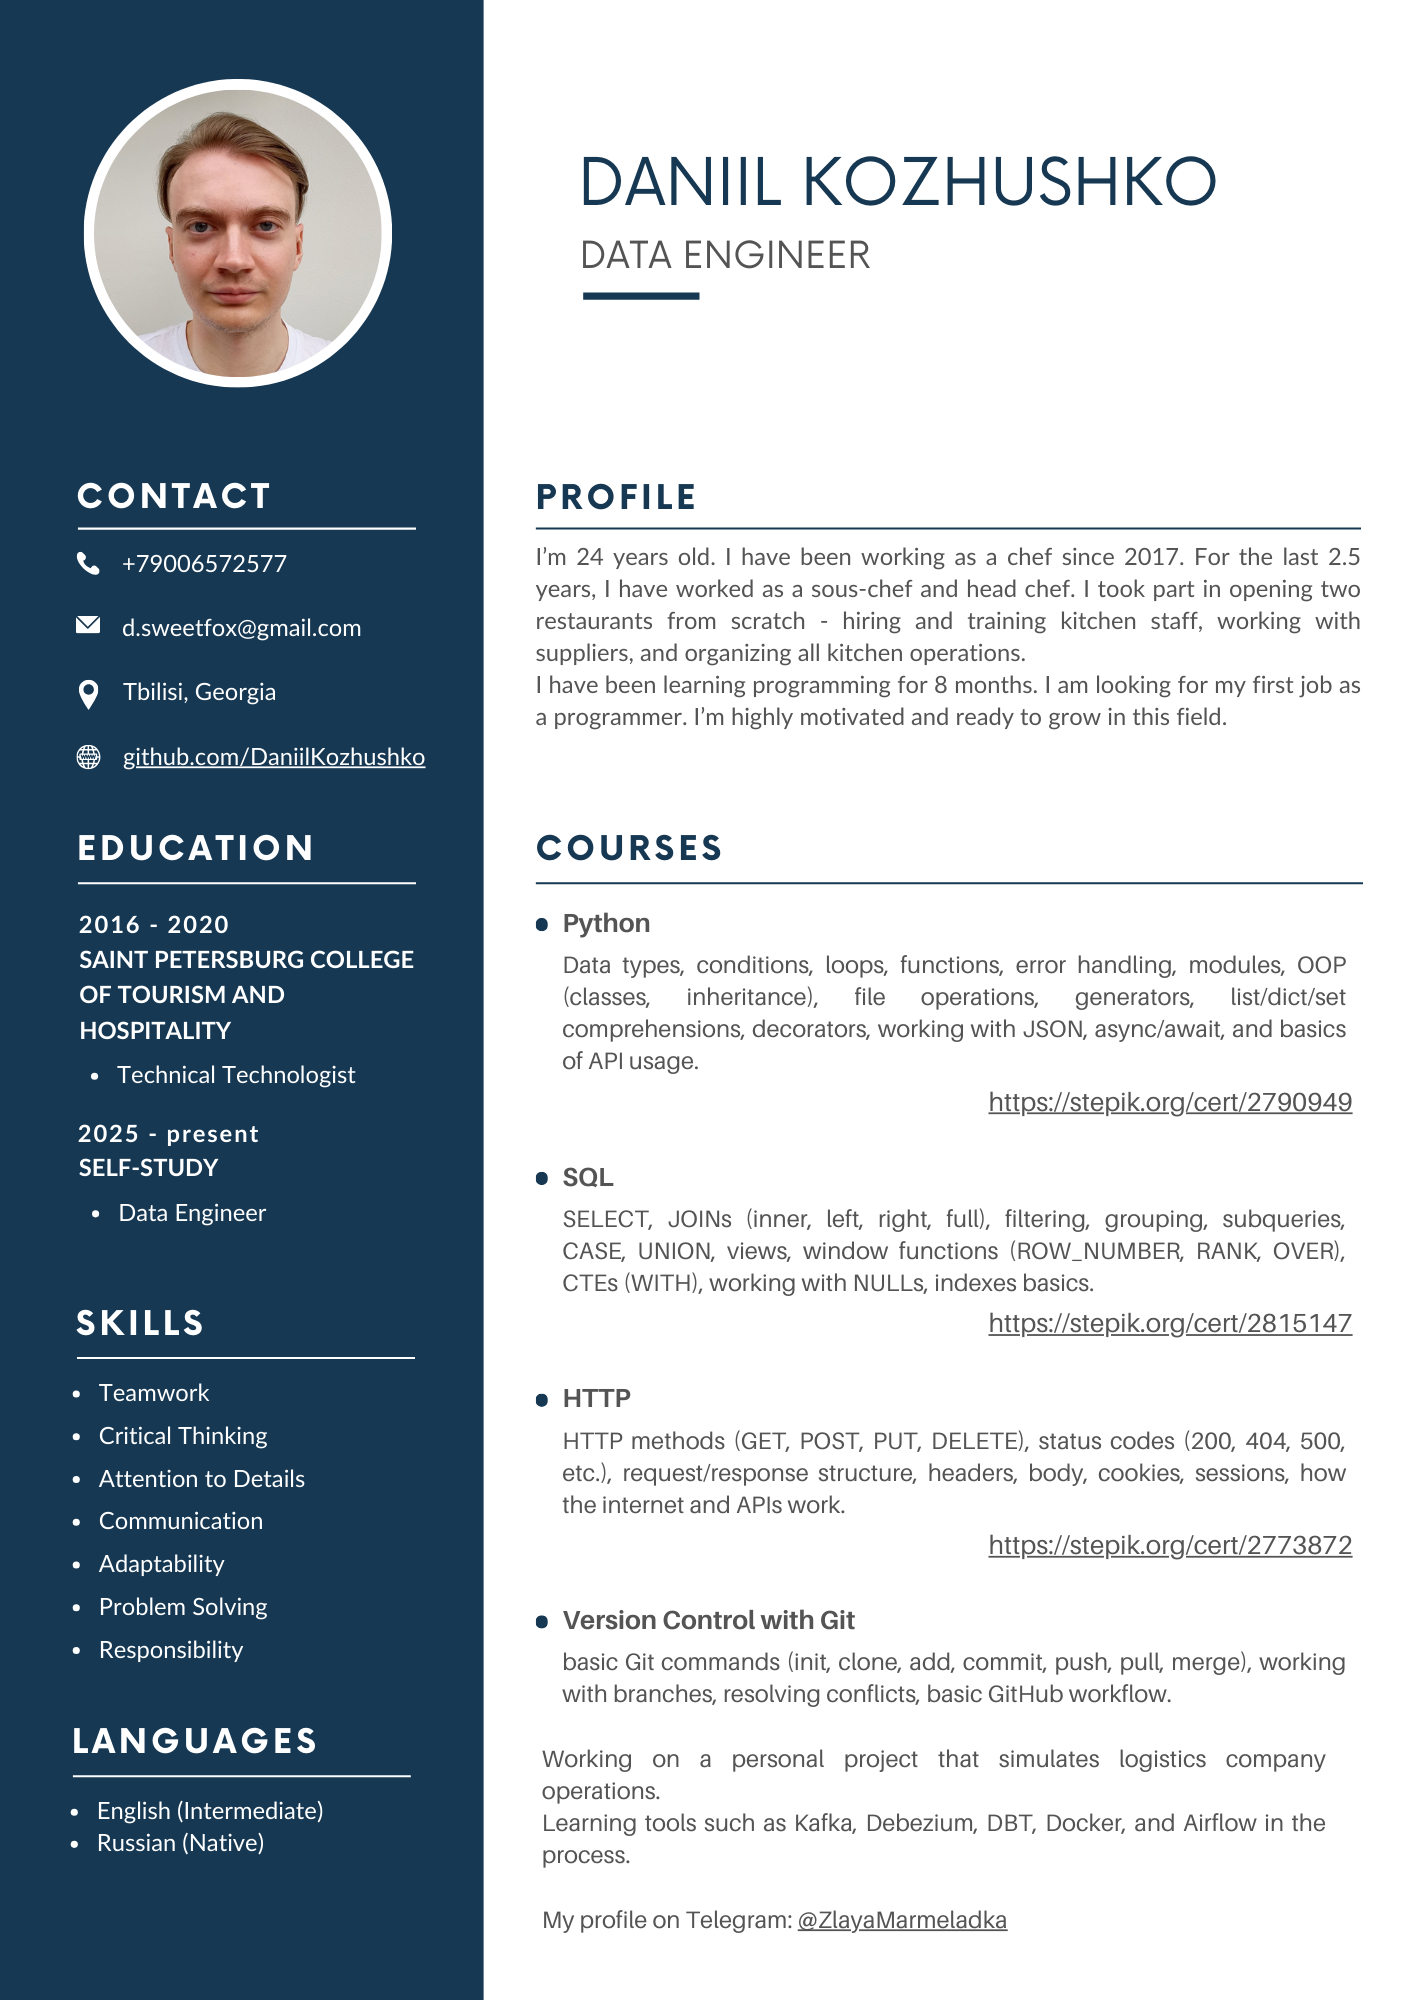 DANIIL KOZHUSHKO
DATA ENGINEER
CONTACT
+79006572577
d.sweetfox@gmail.com
Tbilisi, Georgia
github.com/DaniilKozhushko
EDUCATION
2016 - 2020
SAINT PETERSBURG COLLEGE
OF TOURISM AND
HOSPITALITY
Technical Technologist
2025 - present
SELF-STUDY
Data Engineer
SKILLS
Teamwork
Critical Thinking
Attention to Details
Communication
Adaptability
Problem Solving
Responsibility
LANGUAGES
English (Intermediate)
Russian (Native)
PROFILE
I’m 24 years old. I have been working as a chef since 2017. For the last 2.5
years, I have worked as a sous-chef and head chef. I took part in opening two
restaurants from scratch - hiring and training kitchen staff, working with
suppliers, and organizing all kitchen operations.
I have been learning programming for 8 months. I am looking for my first job as
a programmer. I’m highly motivated and ready to grow in this field.
COURSES
Python
Data types, conditions, loops, functions, error handling, modules, OOP
(classes, inheritance), file operations, generators, list/dict/set
comprehensions, decorators, working with JSON, async/await, and basics
of API usage.
https://stepik.org/cert/2790949
SQL
SELECT, JOINs (inner, left, right, full), filtering, grouping, subqueries,
CASE, UNION, views, window functions (ROW_NUMBER, RANK, OVER),
CTEs (WITH), working with NULLs, indexes basics.
https://stepik.org/cert/2815147
HTTP
HTTP methods (GET, POST, PUT, DELETE), status codes (200, 404, 500,
etc.), request/response structure, headers, body, cookies, sessions, how
the internet and APIs work.
https://stepik.org/cert/2773872
Version Control with Git
basic Git commands (init, clone, add, commit, push, pull, merge), working
with branches, resolving conflicts, basic GitHub workflow.
Working on a personal project that simulates logistics company
operations.
Learning tools such as Kafka, Debezium, DBT, Docker, and Airflow in the
process.
My profile on Telegram: @ZlayaMarmeladka